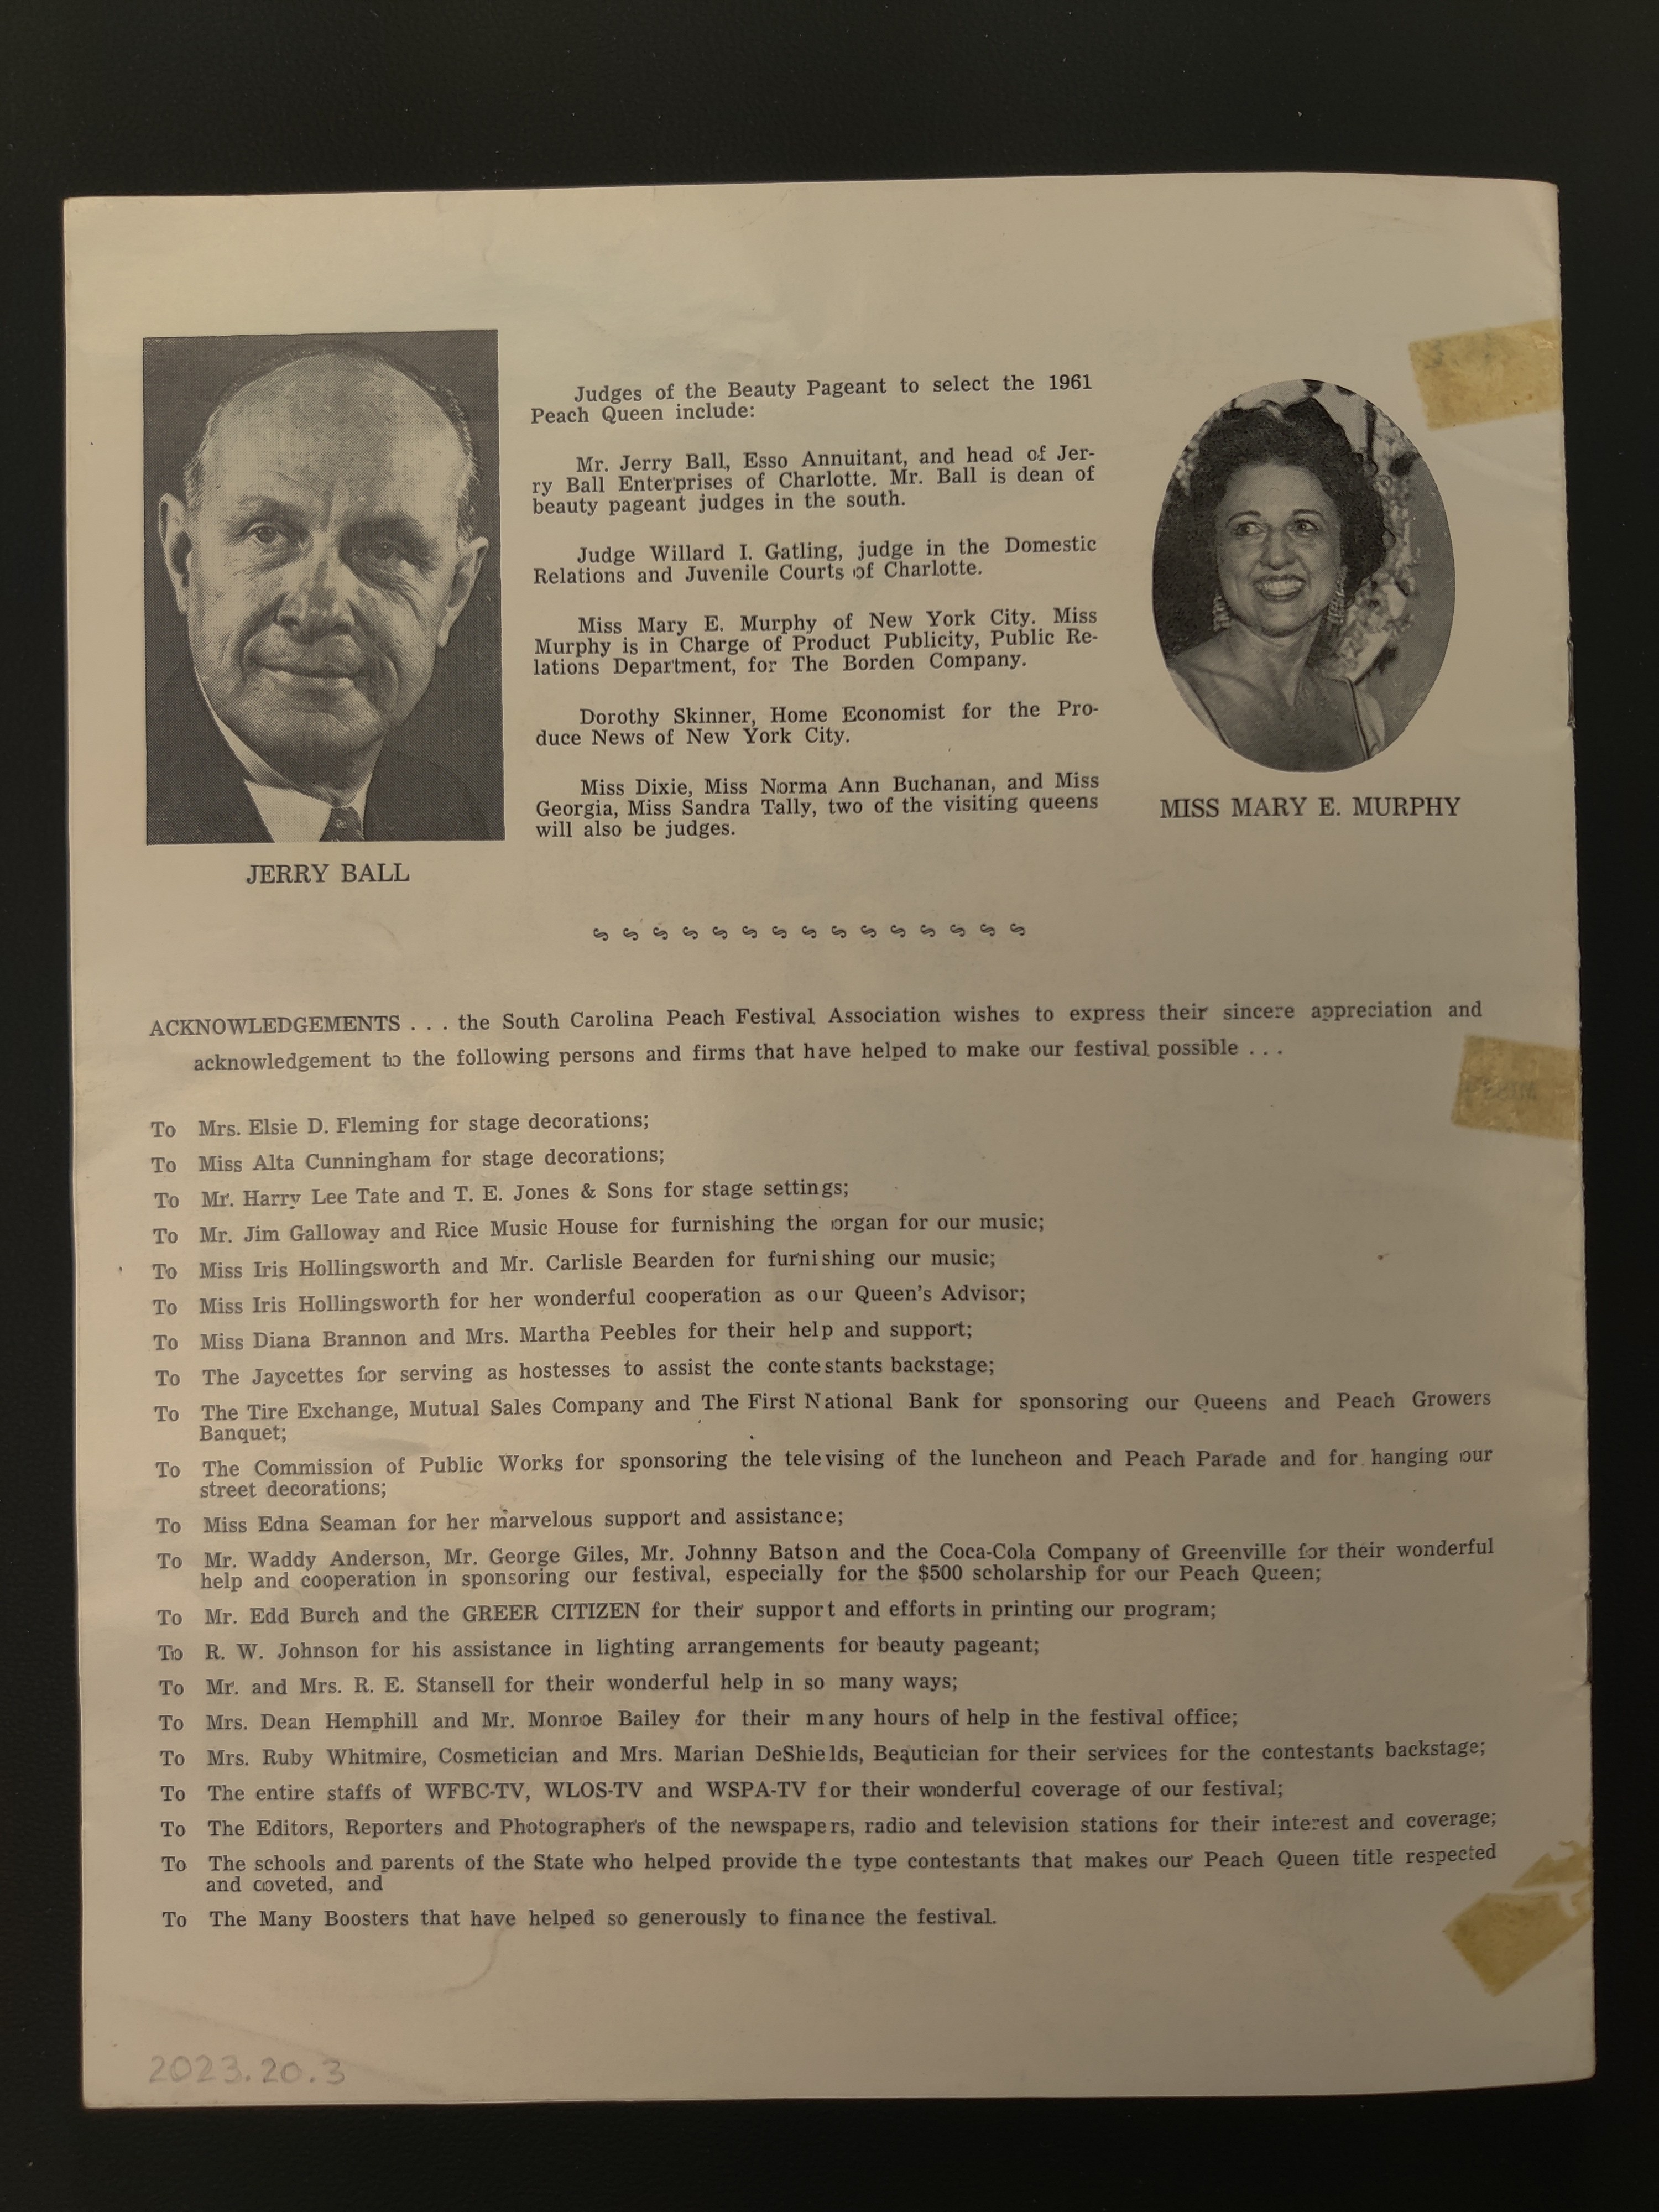 Judges of the Beauty Pageant to select the 1961
Peach Queen include:
Mr. Jerry Ball, Esso Annuitant, and head of Jer-
ry Ball Enterprises of Charlotte. Mr. Ball is dean of
beauty pageant judges in the south.
Judge Willard I. Gatling, judge in the Domestic
Relations and Juvenile Courts of Charlotte.
Miss Mary E. Murphy of New York City. Miss
Murphy is in Charge of Product Publicity, Public Re-
lations Department, for The Borden Company.
Dorothy Skinner, Home Economist for the Pro-
duce News of New York City.
Miss Dixie, Miss Norma Ann Buchanan, and Miss
Georgia, Miss Sandra Tally, two of the visiting queens
will also be judges.
MISS MARY E. MURPHY
JERRY BALL
ACKNOWLEDGEMENTS . . . the South Carolina Peach Festival Association wishes to express their sincere appreciation and
acknowledgement to the following persons and firms that have helped to make our festival possible . . .
To Mrs. Elsie D. Fleming for stage decorations;
To Miss Alta Cunningham for stage decorations;
To Mr. Harry Lee Tate and T. E. Jones & Sons for stage settings;
To Mr. Jim Galloway and Rice Music House for furnishing the organ for our music;
To Miss Iris Hollingsworth and Mr. Carlisle Bearden for furnishing our music;
To Miss Iris Hollingsworth for her wonderful cooperation as our Queen's Advisor;
To Miss Diana Brannon and Mrs. Martha Peebles for their help and support;
To The Jaycettes for serving as hostesses to assist the contestants backstage;
To The Tire Exchange, Mutual Sales Company and The First National Bank for sponsoring our Queens and Peach Growers
Banquet;
To The Commission of Public Works for sponsoring the televising of the luncheon and Peach Parade and for hanging our
street decorations;
To Miss Edna Seaman for her marvelous support and assistance;
To Mr. Waddy Anderson, Mr. George Giles, Mr. Johnny Batson and the Coca-Cola Company of Greenville for their wonderful
help and cooperation in sponsoring our festival, especially for the $500 scholarship for our Peach Queen;
To Mr. Edd Burch and the GREER CITIZEN for their support and efforts in printing our program;
To R. W. Johnson for his assistance in lighting arrangements for beauty pageant;
To Mr. and Mrs. R. E. Stansell for their wonderful help in so many ways;
To Mrs. Dean Hemphill and Mr. Monroe Bailey for their many hours of help in the festival office;
To Mrs. Ruby Whitmire, Cosmetician and Mrs. Marian DeShields, Beautician for their services for the contestants backstage;
To The entire staffs of WFBC-TV, WLOS-TV and WSPA-TV for their wonderful coverage of our festival;
To The Editors, Reporters and Photographers of the newspapers, radio and television stations for their interest and coverage;
To The schools and parents of the State who helped provide the type contestants that makes our Peach Queen title respected
and coveted, and
To The Many Boosters that have helped so generously to finance the festival.
2023.20.3